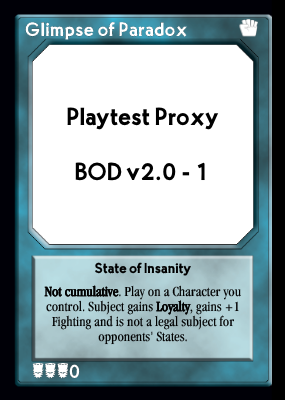 Glimpse of Paradox
Playtest Proxy
BOD v2.0 - 1
State of Insanity
Not cumulative. Play on a Character you
control. Subject gains Loyalty, gains +1
Fighting and is not a legal subject for
opponents' States.
0